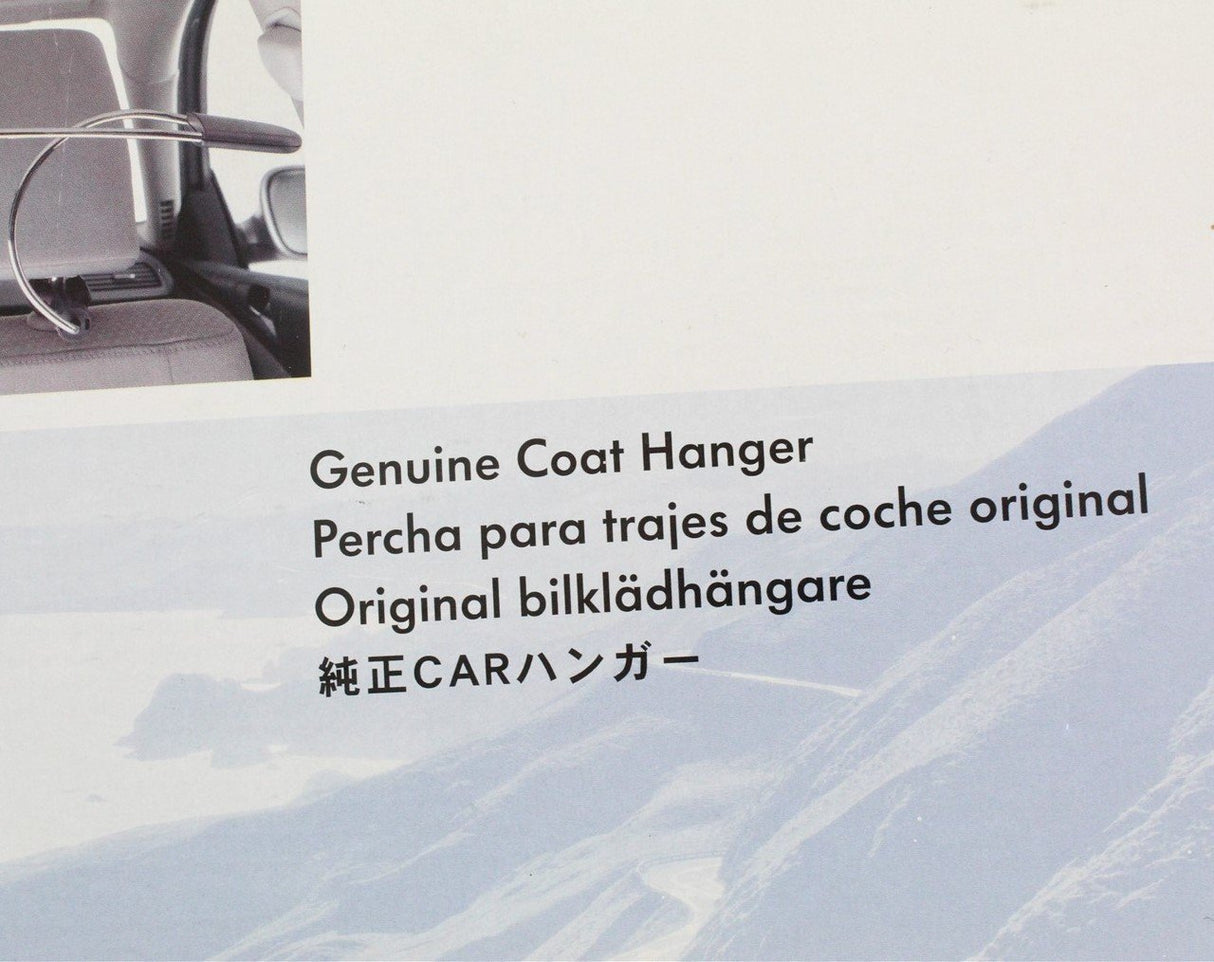 Genuine Coat Hanger
Percha para trajes de coche original
Original bilklädhängare
純正CARハンガー